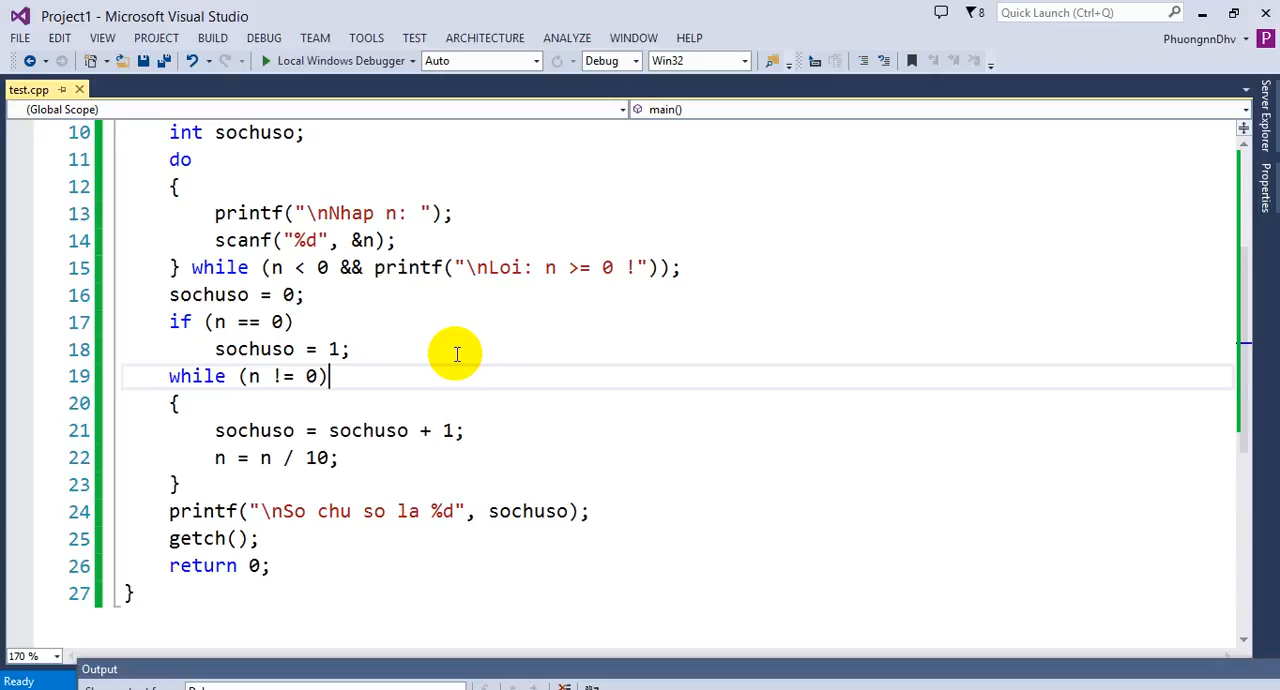 Project1 - Microsoft Visual Studio
8
Quick Launch (Ctrl+Q)
FILE EDIT VIEW PROJECT BUILD DEBUG TEAM TOOLS TEST ARCHITECTURE ANALYZE WINDOW HELP
PhuongnnDhv
P
Local Windows Debugger Auto Debug Win32
test.cpp
(Global Scope) main()
Server Explorer
Properties
10 int sochuso;
11 do
12 {
13 printf("\nNhap n: ");
14 scanf("%d", &n);
15 } while (n < 0 && printf("\nLoi: n >= 0 !"));
16 sochuso = 0;
17 if (n == 0)
18 sochuso = 1;
19 while (n != 0)
20 {
21 sochuso = sochuso + 1;
22 n = n / 10;
23 }
24 printf("\nSo chu so la %d", sochuso);
25 getch();
26 return 0;
27 }
170 %
Output
Ready